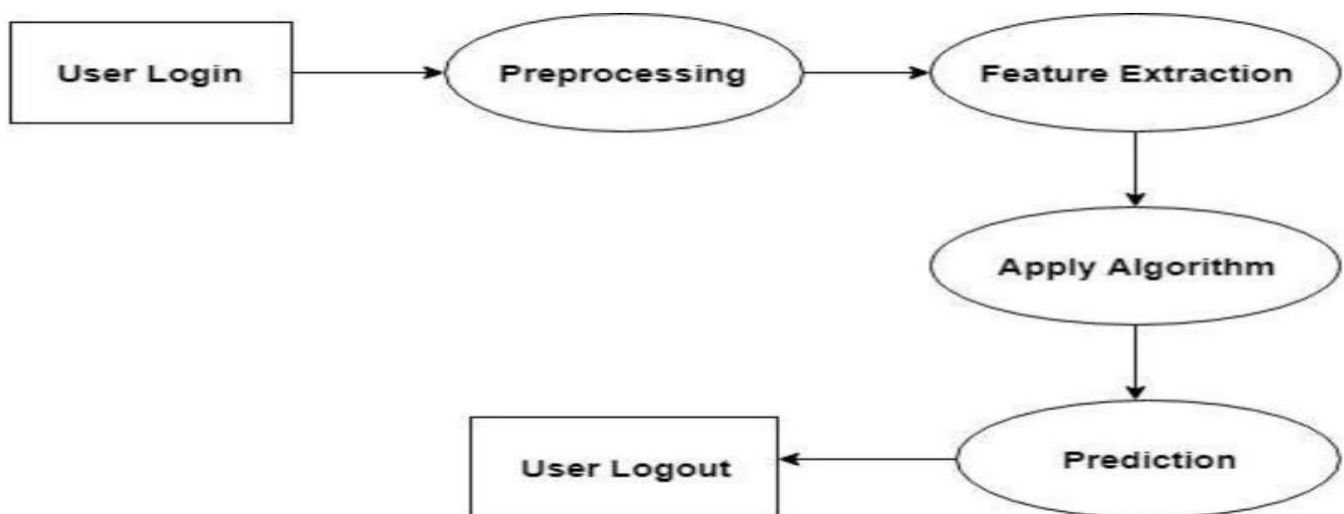 User Login
Preprocessing
Feature Extraction
Apply Algorithm
Prediction
User Logout